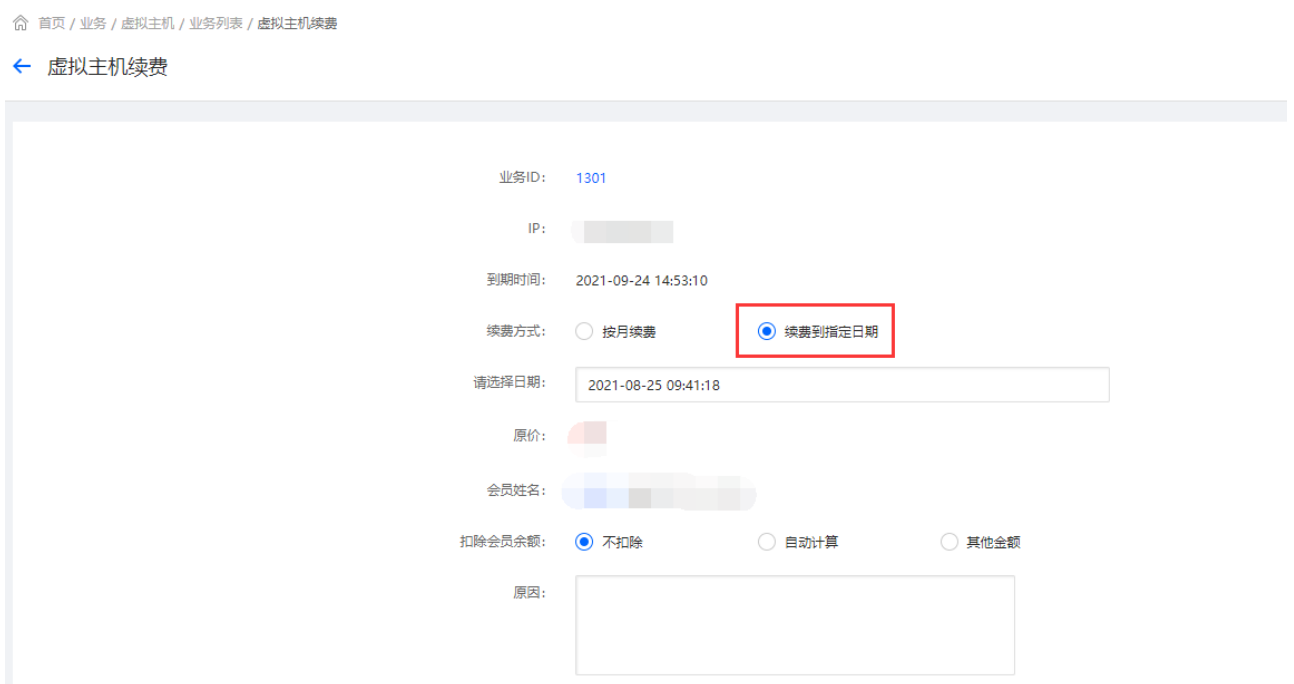 首页 / 业务 / 虚拟主机 / 业务列表 / 虚拟主机续费
虚拟主机续费
业务ID: 1301
IP:
到期时间: 2021-09-24 14:53:10
续费方式: 按月续费 续费到指定日期
请选择日期: 2021-08-25 09:41:18
原价:
会员姓名:
扣除会员余额: 不扣除 自动计算 其他金额
原因: